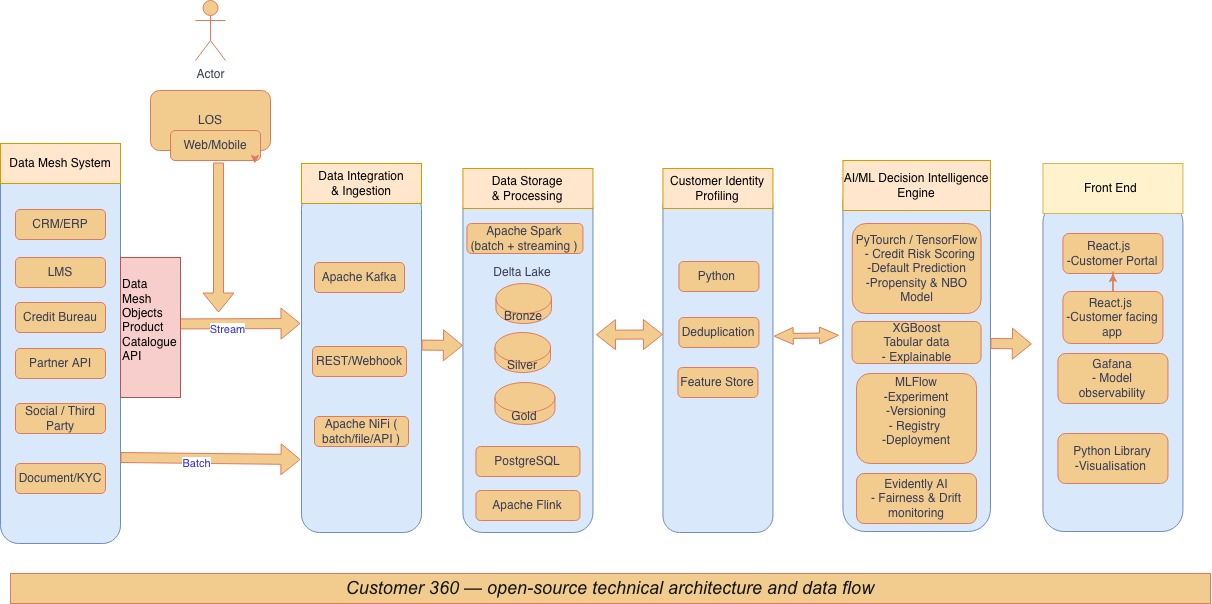 Actor
LOS
Web/Mobile
Data Mesh System
CRM/ERP
LMS
Credit Bureau
Partner API
Social / Third
Party
Document/KYC
Data
Mesh
Objects
Product
Catalogue
API
Stream
Batch
Data Integration
& Ingestion
Apache Kafka
REST/Webhook
Apache NiFi (
batch/file/API )
Data Storage
& Processing
Apache Spark
(batch + streaming )
Delta Lake
Bronze
Silver
Gold
PostgreSQL
Apache Flink
Customer Identity
Profiling
Python
Deduplication
Feature Store
AI/ML Decision Intelligence
Engine
PyTourch / TensorFlow
- Credit Risk Scoring
-Default Prediction
-Propensity & NBO
Model
XGBoost
Tabular data
- Explainable
MLFlow
-Experiment
-Versioning
- Registry
-Deployment
Evidently AI
- Fairness & Drift
monitoring
Front End
React.js
-Customer Portal
React.js
-Customer facing
app
Gafana
- Model
observability
Python Library
-Visualisation
Customer 360 — open-source technical architecture and data flow